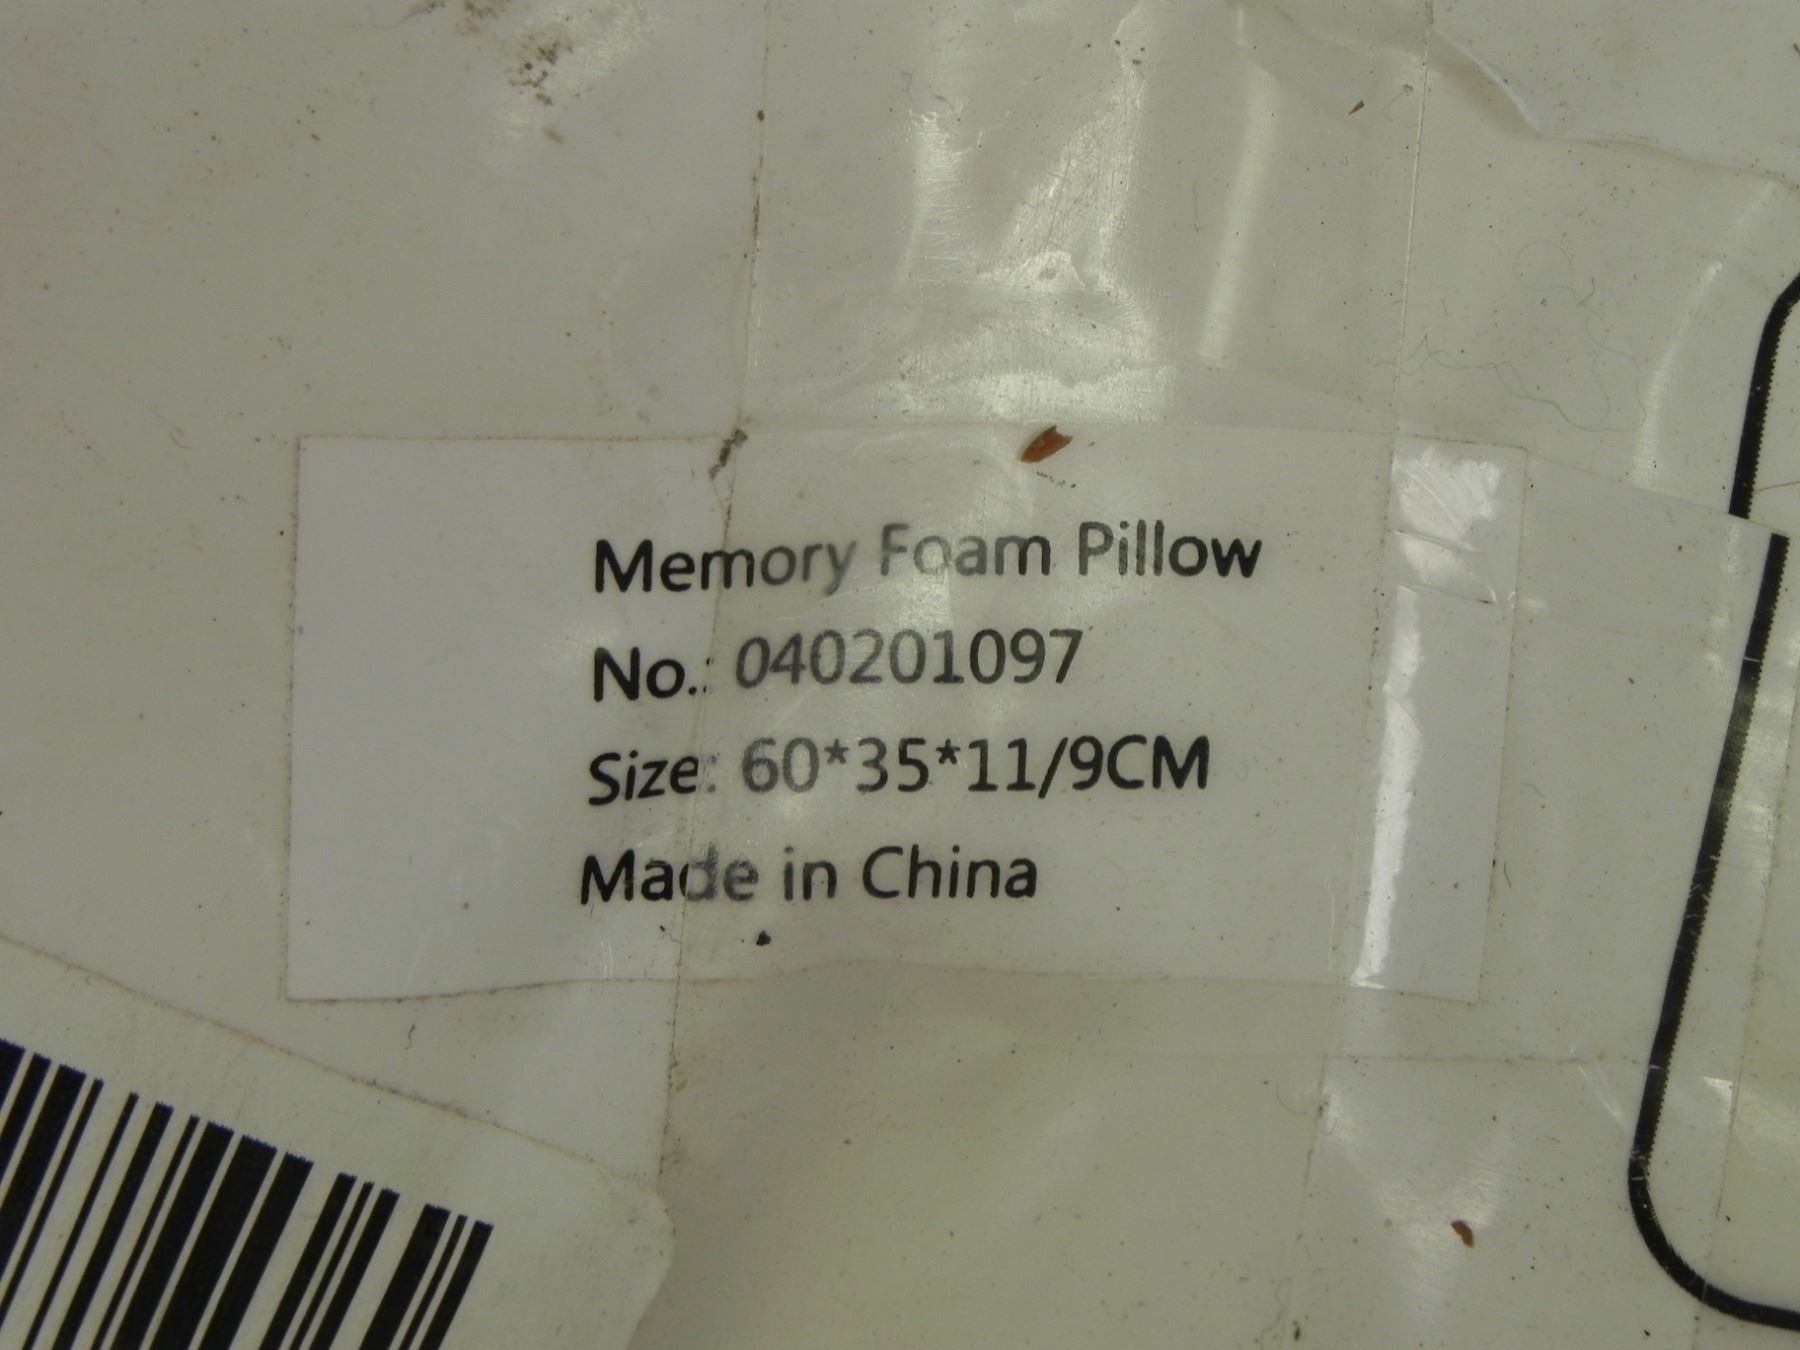 Memory Foam Pillow
No.: 040201097
Size: 60*35*11/9CM
Made in China